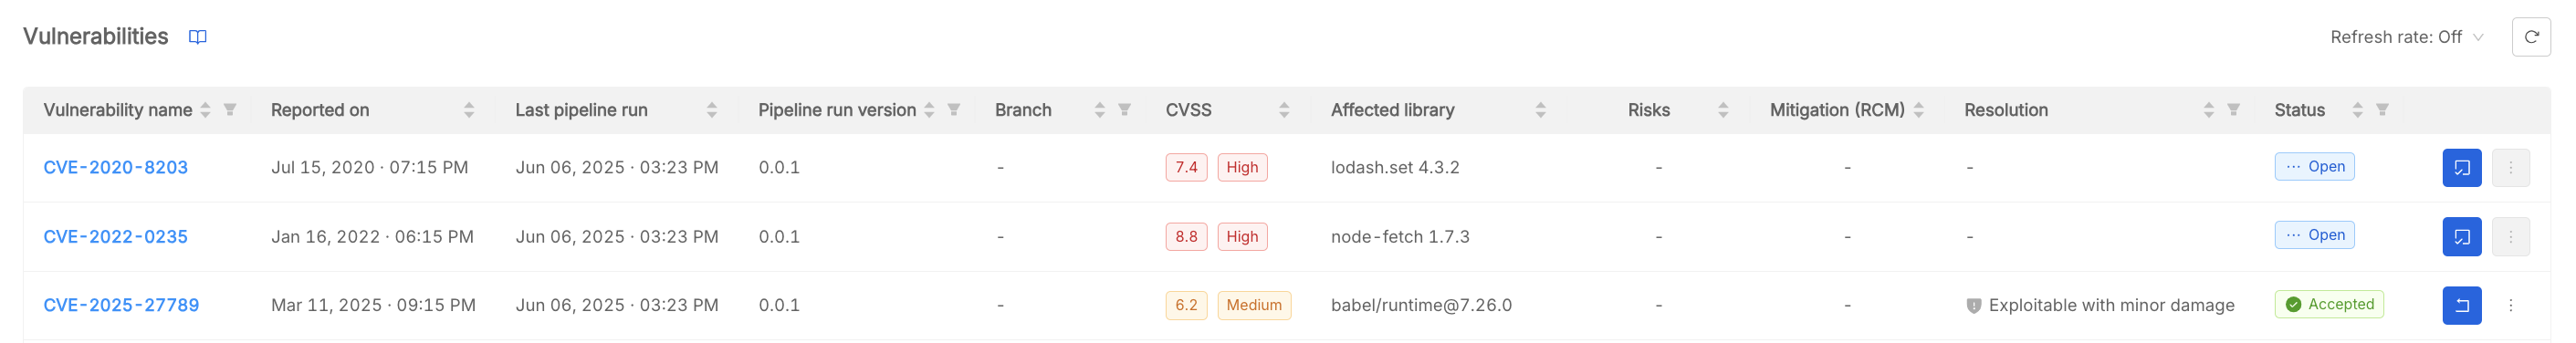 Vulnerabilities
Refresh rate: Off
Vulnerability name Reported on Last pipeline run Pipeline run version Branch CVSS Affected library Risks Mitigation (RCM) Resolution Status
CVE-2020-8203 Jul 15, 2020 · 07:15 PM Jun 06, 2025 · 03:23 PM 0.0.1 - 7.4 High lodash.set 4.3.2 - - - ··· Open
CVE-2022-0235 Jan 16, 2022 · 06:15 PM Jun 06, 2025 · 03:23 PM 0.0.1 - 8.8 High node-fetch 1.7.3 - - - ··· Open
CVE-2025-27789 Mar 11, 2025 · 09:15 PM Jun 06, 2025 · 03:23 PM 0.0.1 - 6.2 Medium babel/runtime@7.26.0 - - Exploitable with minor damage Accepted